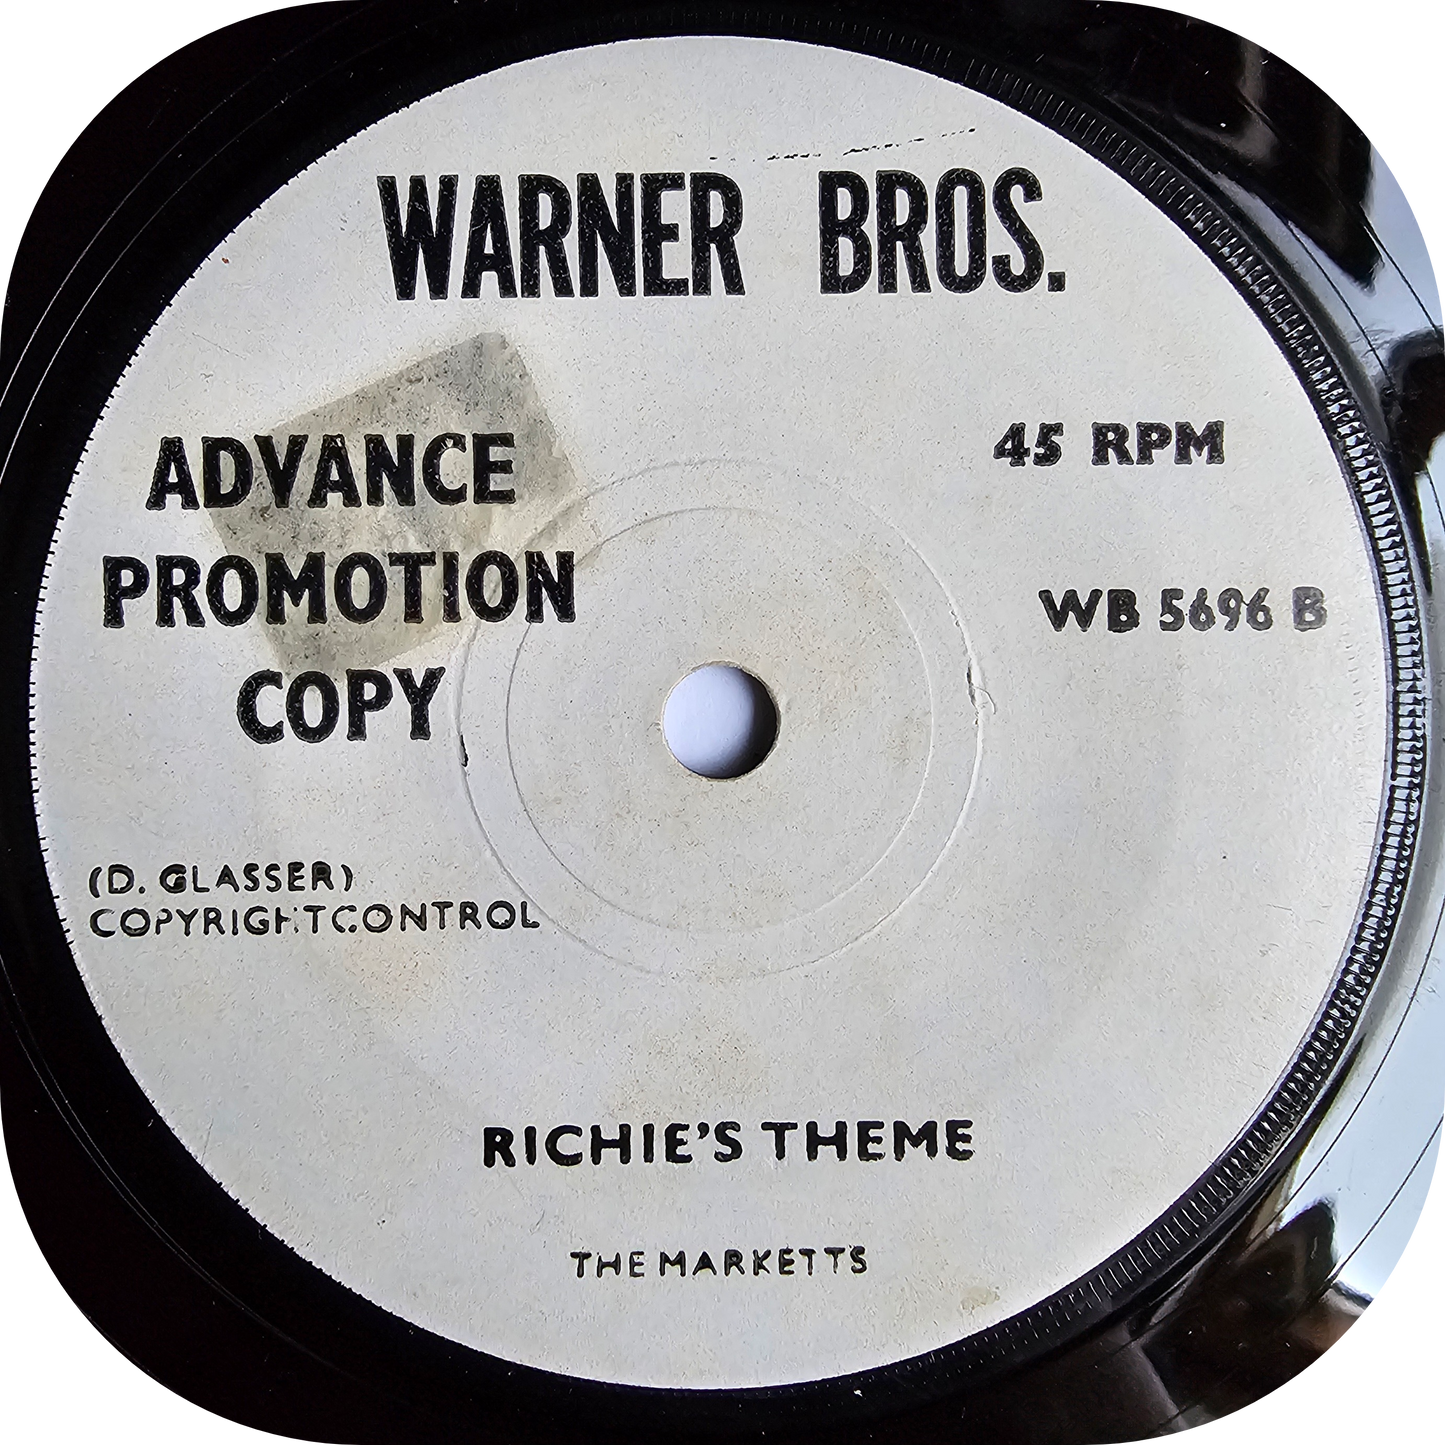 WARNER BROS.
ADVANCE
PROMOTION
COPY
45 RPM
WB 5696 B
(D. GLASSER)
COPYRIGHTCONTROL
RICHIE'S THEME
THE MARKETTS